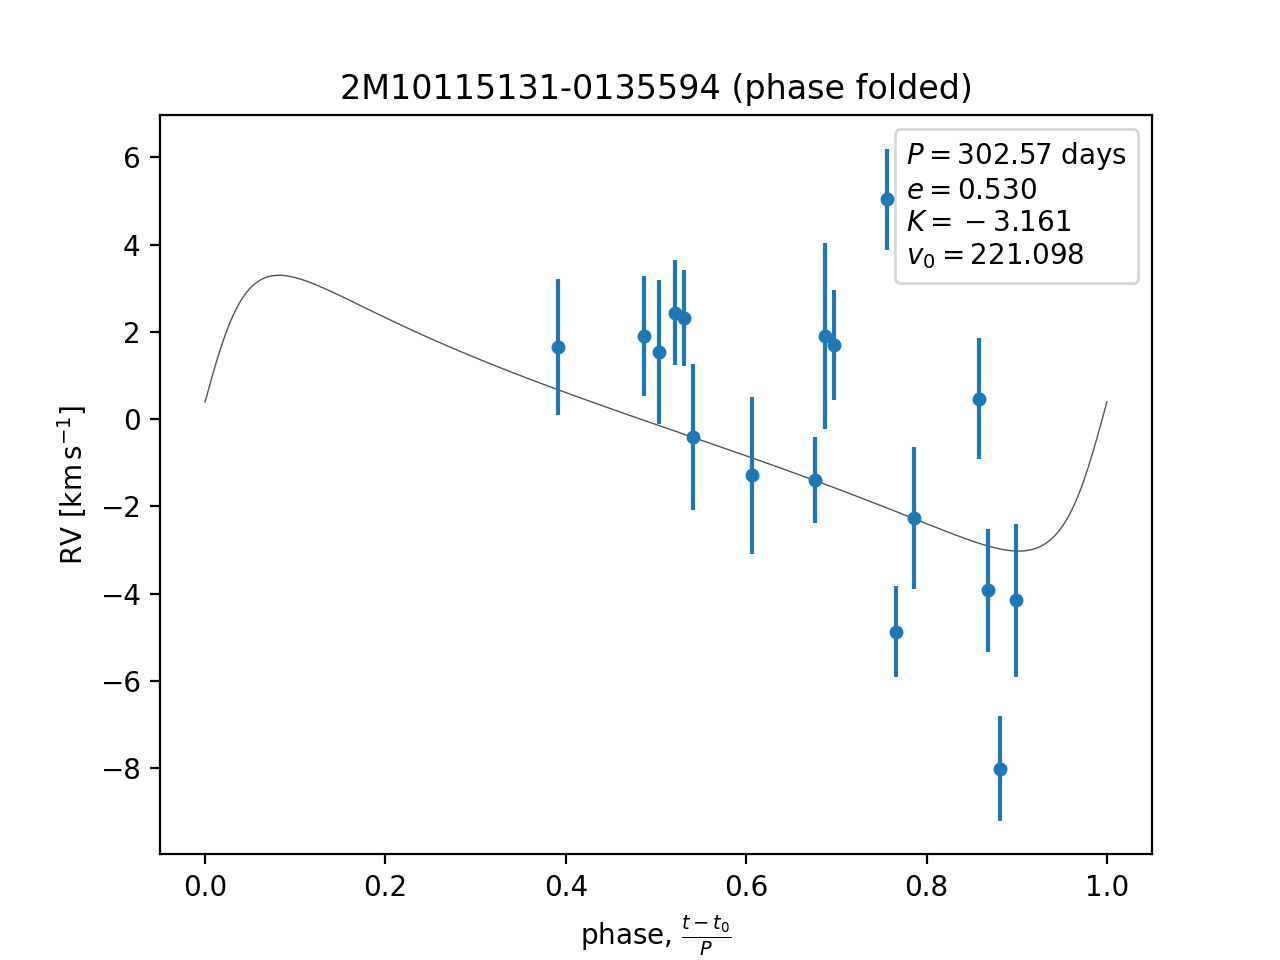 2M10115131-0135594 (phase folded)
P = 302.57 days
e = 0.530
K = −3.161
v₀ = 221.098
6
4
2
0
−2
−4
−6
−8
RV [km s⁻¹]
0.0 0.2 0.4 0.6 0.8 1.0
phase, (t − t₀)/P